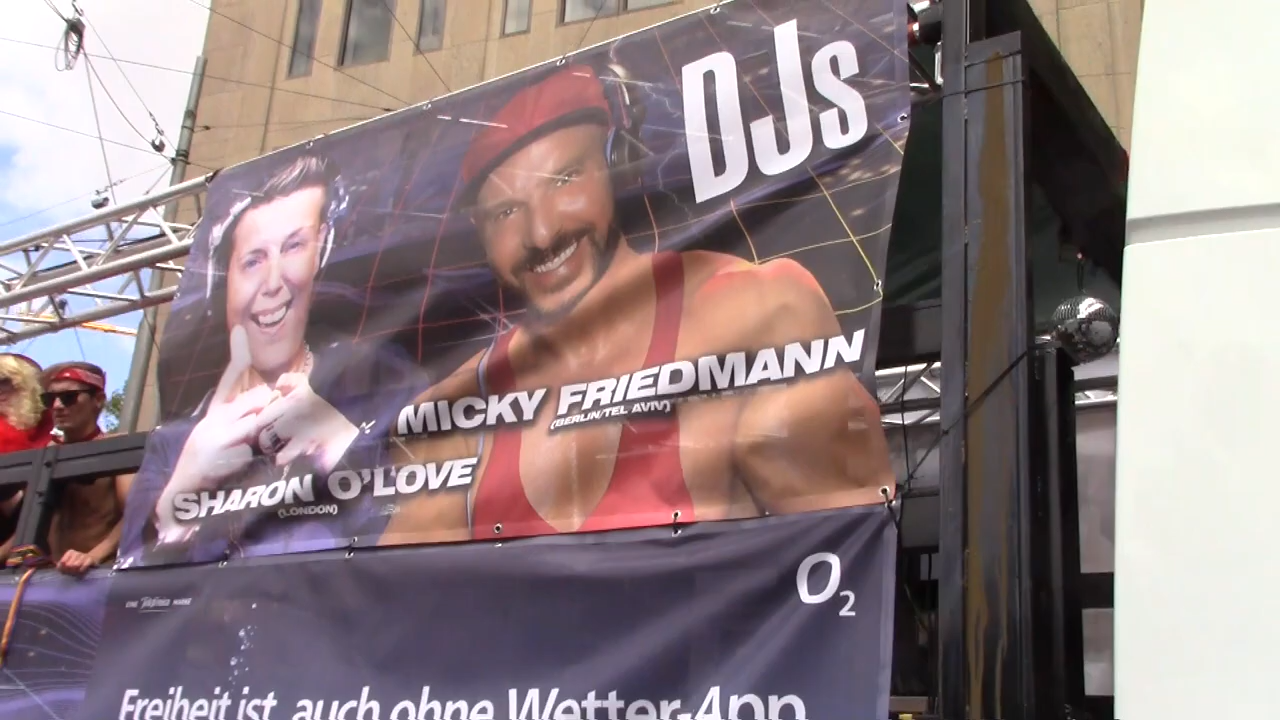 DJs
MICKY FRIEDMANN
(BERLIN/TEL AVIV)
SHARON O'LOVE
(LONDON)
O2
Freiheit ist, auch ohne Wetter-App